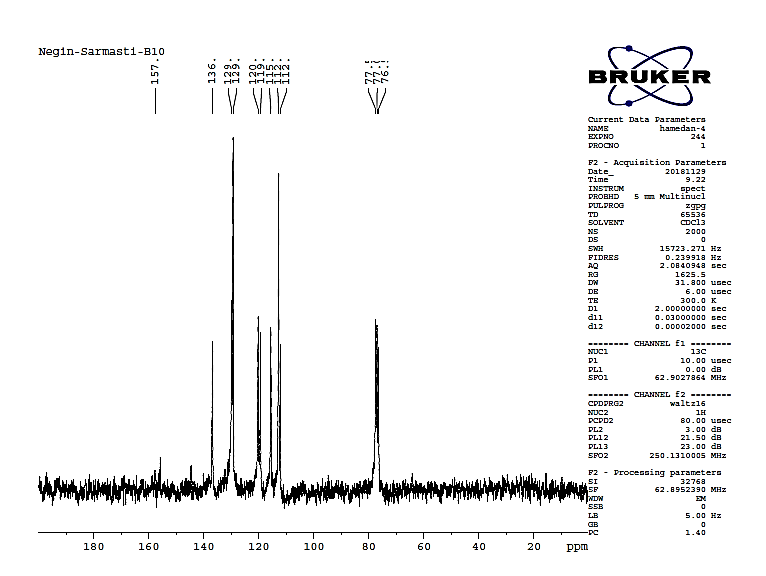 Negin-Sarmasti-B10
157.
136.
129.
129.
120.
119.
115.
112.
112.
77.
77.
76.
BRUKER
Current Data Parameters
NAME hamedan-4
EXPNO 244
PROCNO 1
F2 - Acquisition Parameters
Date_ 20181129
Time 9.22
INSTRUM spect
PROBHD 5 mm Multinucl
PULPROG zgpg
TD 65536
SOLVENT CDCl3
NS 2000
DS 0
SWH 15723.271 Hz
FIDRES 0.239918 Hz
AQ 2.0840948 sec
RG 1625.5
DW 31.800 usec
DE 6.00 usec
TE 300.0 K
D1 2.00000000 sec
d11 0.03000000 sec
d12 0.00002000 sec
======== CHANNEL f1 ========
NUC1 13C
P1 10.00 usec
PL1 0.00 dB
SFO1 62.9027864 MHz
======== CHANNEL f2 ========
CPDPRG2 waltz16
NUC2 1H
PCPD2 80.00 usec
PL2 3.00 dB
PL12 21.50 dB
PL13 23.00 dB
SFO2 250.1310005 MHz
F2 - Processing parameters
SI 32768
SF 62.8952390 MHz
WDW EM
SSB 0
LB 5.00 Hz
GB 0
PC 1.40
180 160 140 120 100 80 60 40 20 ppm